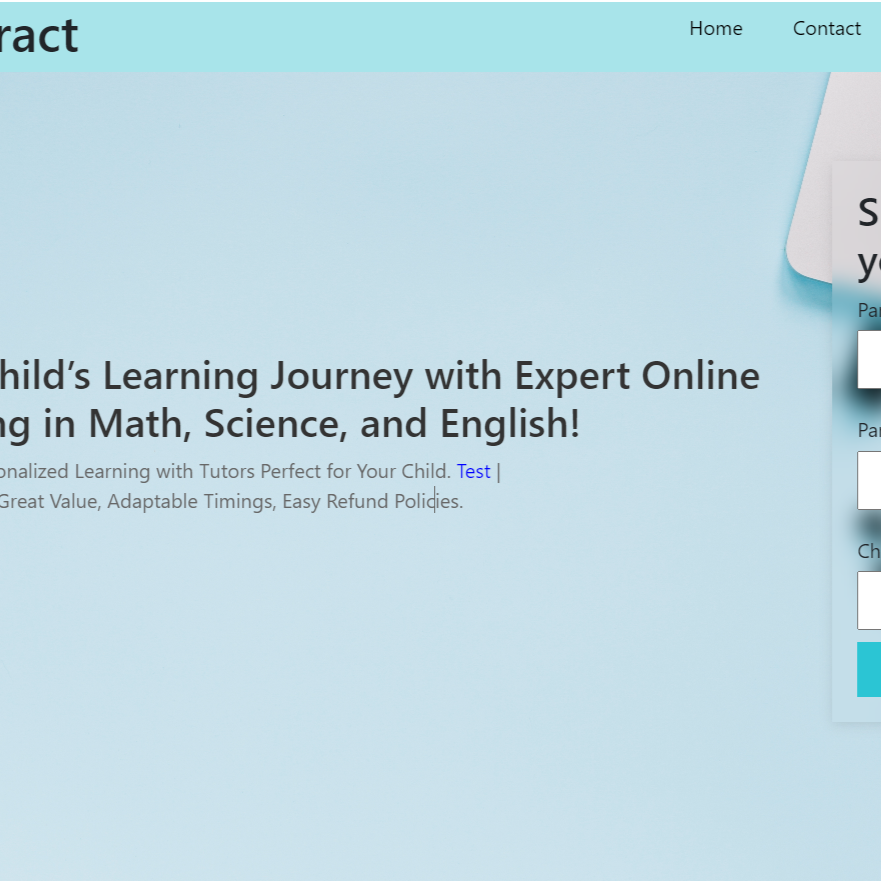 ract
Home
Contact
hild’s Learning Journey with Expert Online
ng in Math, Science, and English!
onalized Learning with Tutors Perfect for Your Child. Test |
Great Value, Adaptable Timings, Easy Refund Policies.
S
y
Par
Par
Ch